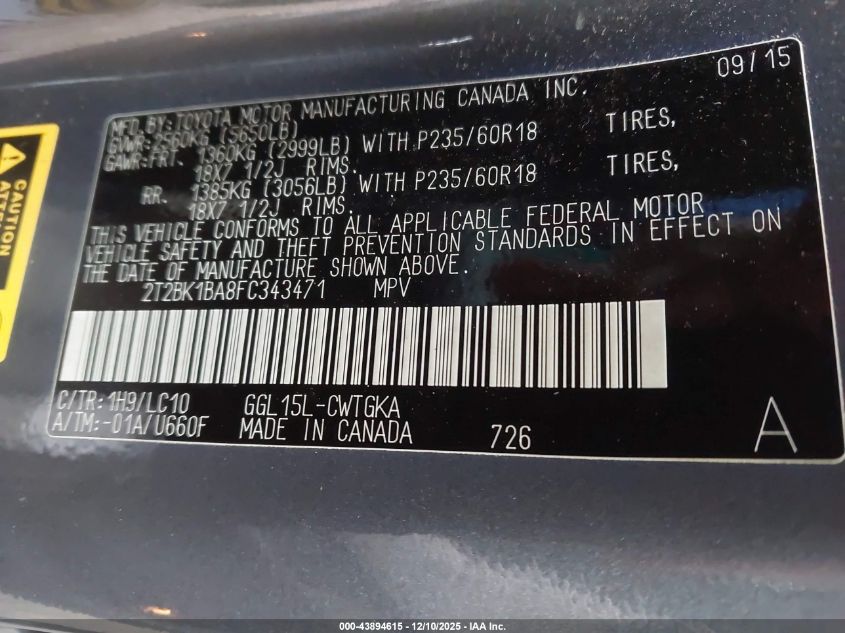 09/15
MFD.BY:TOYOTA MOTOR MANUFACTURING CANADA INC.
GVWR:2560KG (5650LB)
GAWR:FRT. 1360KG (2999LB) WITH P235/60R18 TIRES,
18X7 1/2J RIMS.
RR. 1385KG (3056LB) WITH P235/60R18 TIRES,
18X7 1/2J RIMS.
THIS VEHICLE CONFORMS TO ALL APPLICABLE FEDERAL MOTOR
VEHICLE SAFETY AND THEFT PREVENTION STANDARDS IN EFFECT ON
THE DATE OF MANUFACTURE SHOWN ABOVE.
2T2BK1BA8FC343471 MPV
C/TR:1H9/LC10 GGL15L-CWTGKA
A/TM:-01A/U660F MADE IN CANADA 726 A
CAUTION
000-43894615 - 12/10/2025 - IAA Inc.